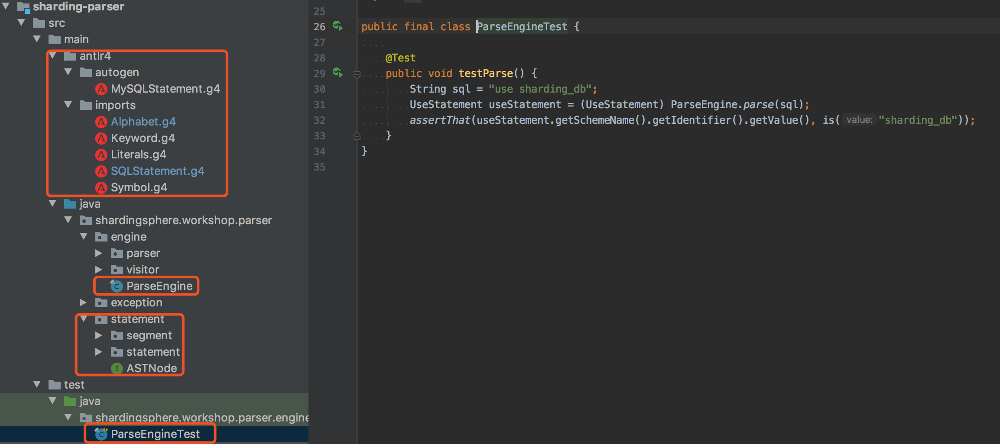 sharding-parser
src
main
antlr4
autogen
MySQLStatement.g4
imports
Alphabet.g4
Keyword.g4
Literals.g4
SQLStatement.g4
Symbol.g4
java
shardingsphere.workshop.parser
engine
parser
visitor
ParseEngine
exception
statement
segment
statement
ASTNode
test
java
shardingsphere.workshop.parser.engine
ParseEngineTest
25
26 public final class ParseEngineTest {
27
28 @Test
29 public void testParse() {
30 String sql = "use sharding_db";
31 UseStatement useStatement = (UseStatement) ParseEngine.parse(sql);
32 assertThat(useStatement.getSchemeName().getIdentifier().getValue(), is( value: "sharding_db"));
33 }
34 }
35